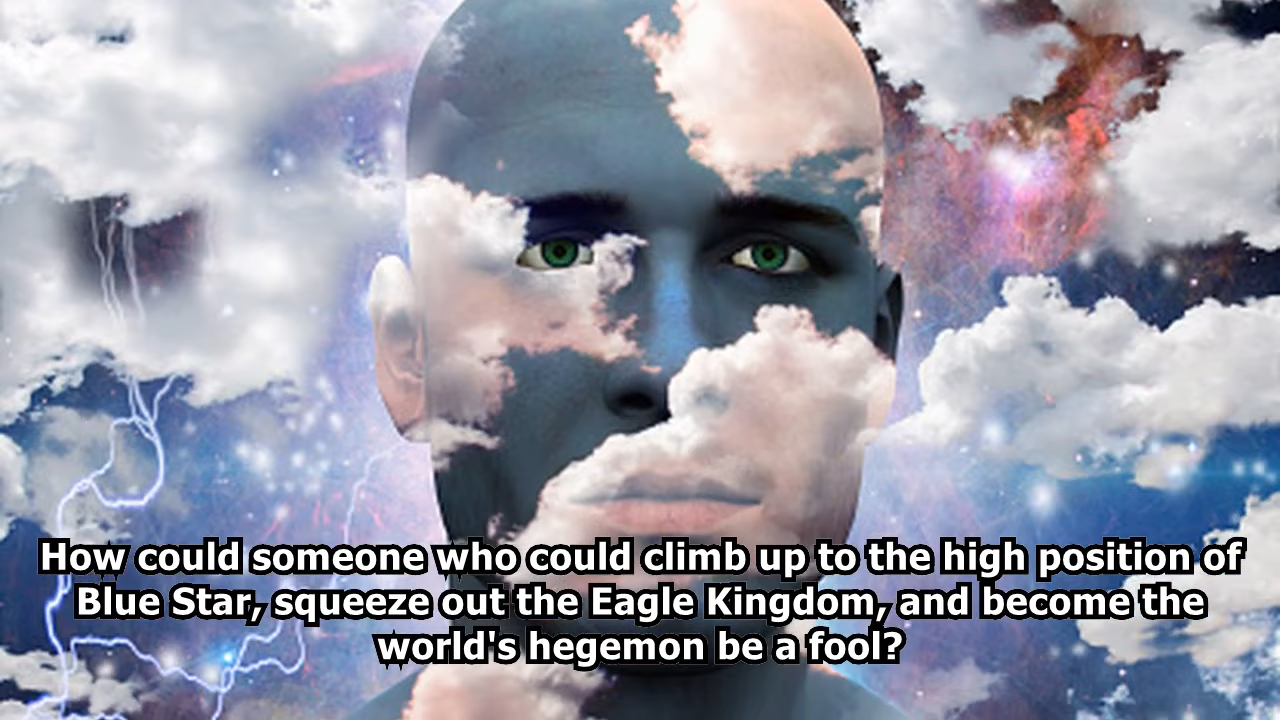 How could someone who could climb up to the high position of
Blue Star, squeeze out the Eagle Kingdom, and become the
world's hegemon be a fool?